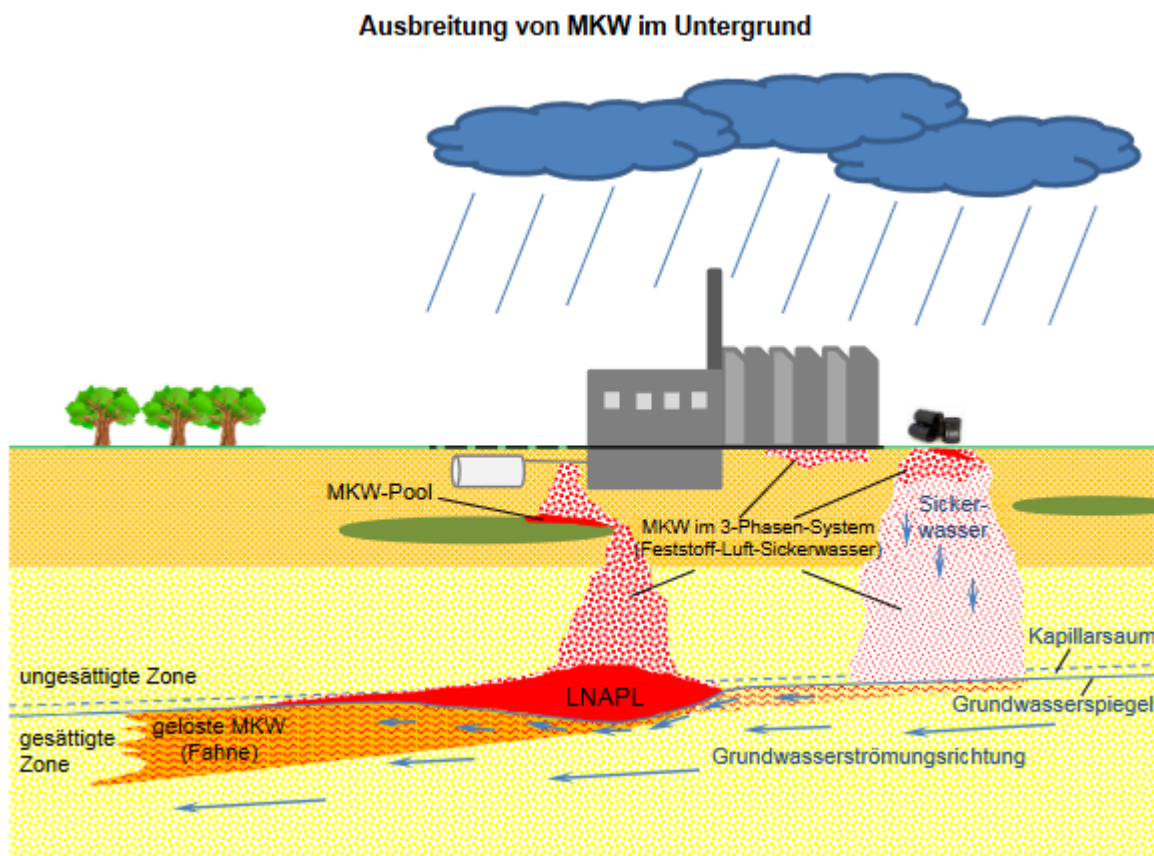 Ausbreitung von MKW im Untergrund
MKW-Pool
MKW im 3-Phasen-System
(Feststoff-Luft-Sickerwasser)
Sicker-
wasser
Kapillarsaum
ungesättigte Zone
LNAPL
Grundwasserspiegel
gelöste MKW
(Fahne)
gesättigte
Zone
Grundwasserströmungsrichtung